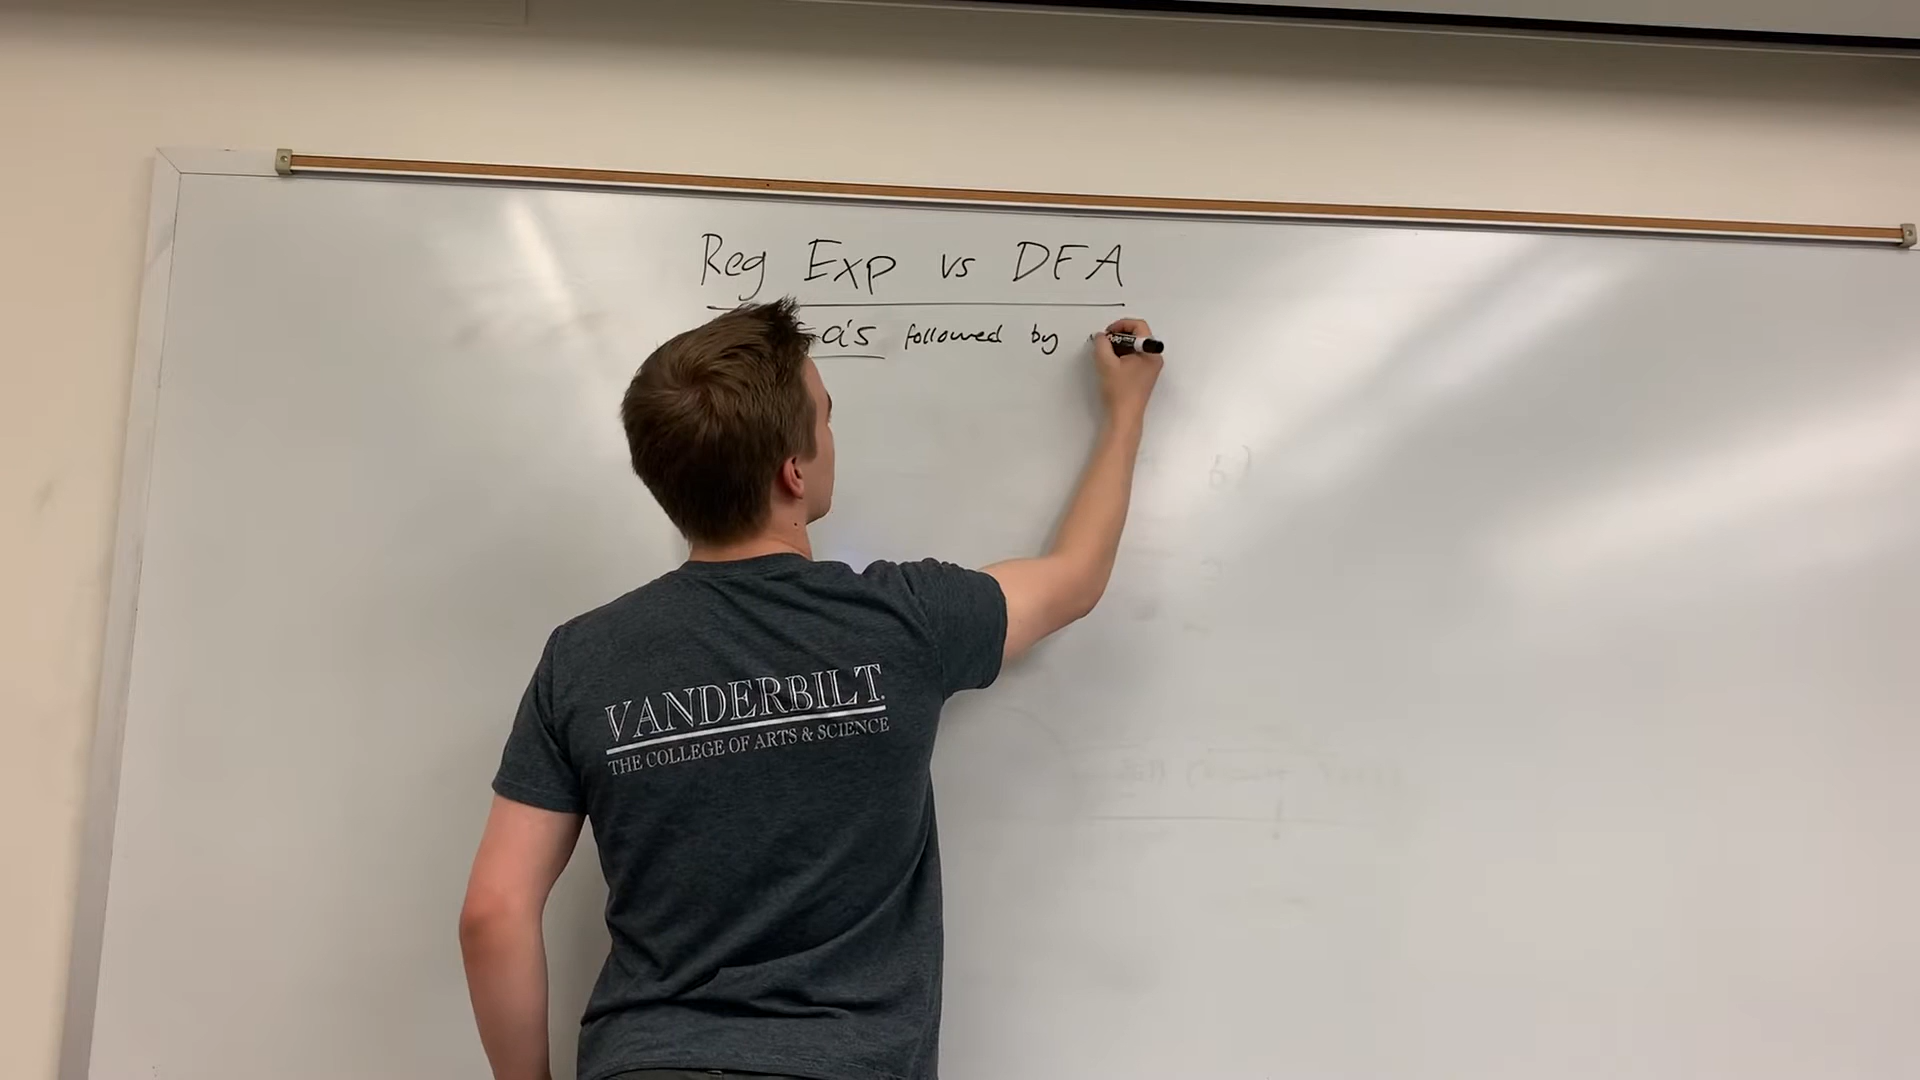 Reg Exp vs DFA
a's followed by
VANDERBILT.
THE COLLEGE OF ARTS & SCIENCE